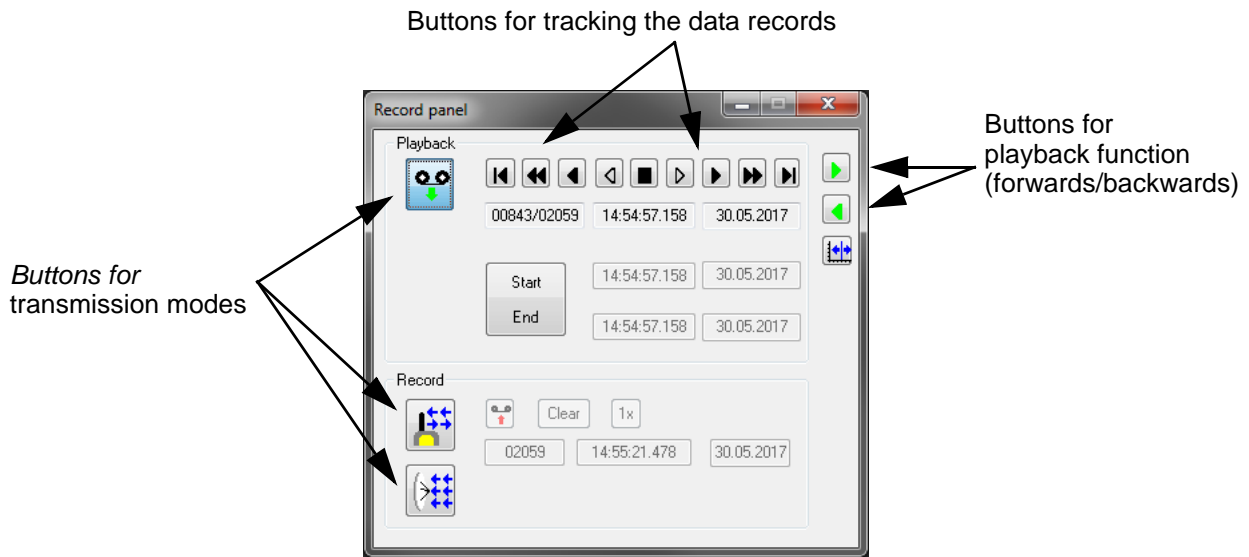 Buttons for tracking the data records
Record panel
Buttons for
playback function
(forwards/backwards)
Playback
00843/02059 14:54:57.158 30.05.2017
Buttons for
transmission modes
Start 14:54:57.158 30.05.2017
End 14:54:57.158 30.05.2017
Record
Clear 1x
02059 14:55:21.478 30.05.2017